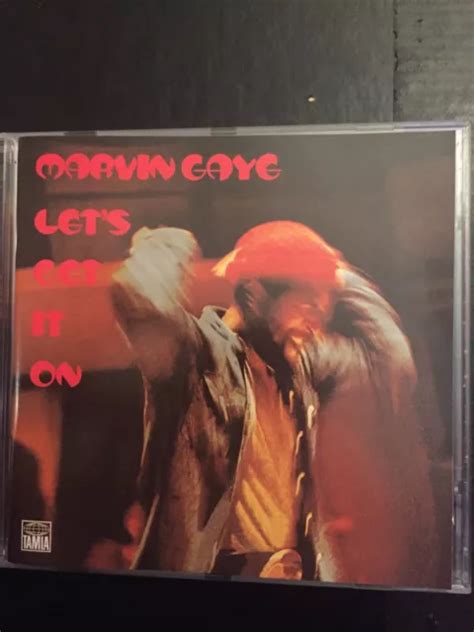 MARVIN GAYE
LET'S
GET
IT
ON
TAMLA